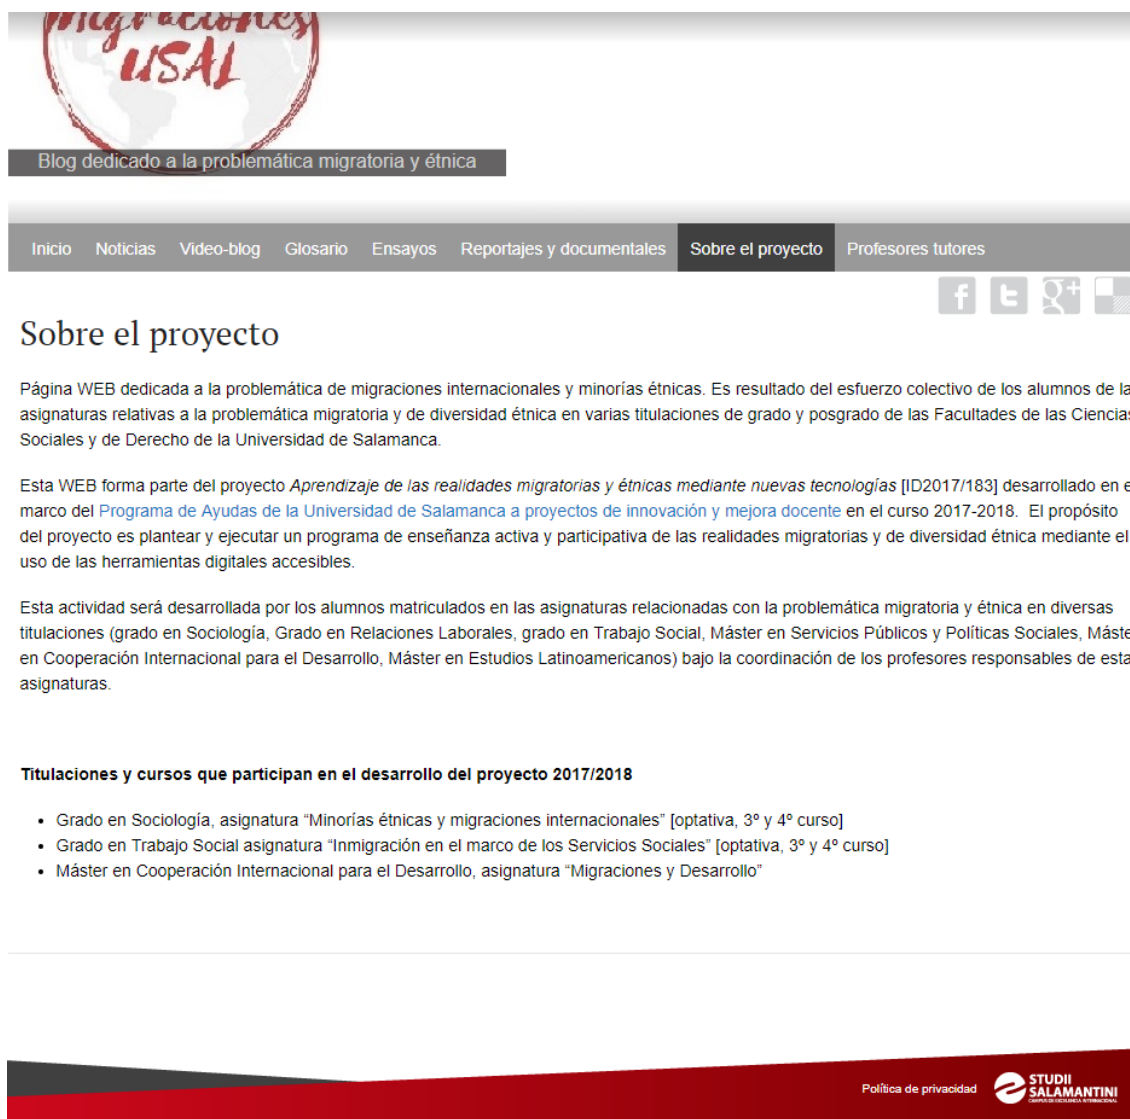 Migraciones
USAL
Blog dedicado a la problemática migratoria y étnica
Inicio Noticias Video-blog Glosario Ensayos Reportajes y documentales Sobre el proyecto Profesores tutores
Sobre el proyecto
Página WEB dedicada a la problemática de migraciones internacionales y minorías étnicas. Es resultado del esfuerzo colectivo de los alumnos de la
asignaturas relativas a la problemática migratoria y de diversidad étnica en varias titulaciones de grado y posgrado de las Facultades de las Ciencias
Sociales y de Derecho de la Universidad de Salamanca.
Esta WEB forma parte del proyecto Aprendizaje de las realidades migratorias y étnicas mediante nuevas tecnologías [ID2017/183] desarrollado en e
marco del Programa de Ayudas de la Universidad de Salamanca a proyectos de innovación y mejora docente en el curso 2017-2018. El propósito
del proyecto es plantear y ejecutar un programa de enseñanza activa y participativa de las realidades migratorias y de diversidad étnica mediante el
uso de las herramientas digitales accesibles.
Esta actividad será desarrollada por los alumnos matriculados en las asignaturas relacionadas con la problemática migratoria y étnica en diversas
titulaciones (grado en Sociología, Grado en Relaciones Laborales, grado en Trabajo Social, Máster en Servicios Públicos y Políticas Sociales, Máste
en Cooperación Internacional para el Desarrollo, Máster en Estudios Latinoamericanos) bajo la coordinación de los profesores responsables de esta
asignaturas.
Titulaciones y cursos que participan en el desarrollo del proyecto 2017/2018
• Grado en Sociología, asignatura “Minorías étnicas y migraciones internacionales” [optativa, 3º y 4º curso]
• Grado en Trabajo Social asignatura “Inmigración en el marco de los Servicios Sociales” [optativa, 3º y 4º curso]
• Máster en Cooperación Internacional para el Desarrollo, asignatura “Migraciones y Desarrollo”
Política de privacidad
STUDII
SALAMANTINI
CAMPUS DE EXCELENCIA INTERNACIONAL